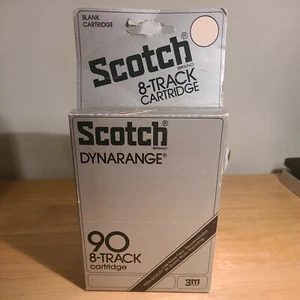 BLANK
CARTRIDGE
Scotch
BRAND
8-TRACK
CARTRIDGE
Scotch®
BRAND
DYNARANGE®
90
8-TRACK
cartridge
3M